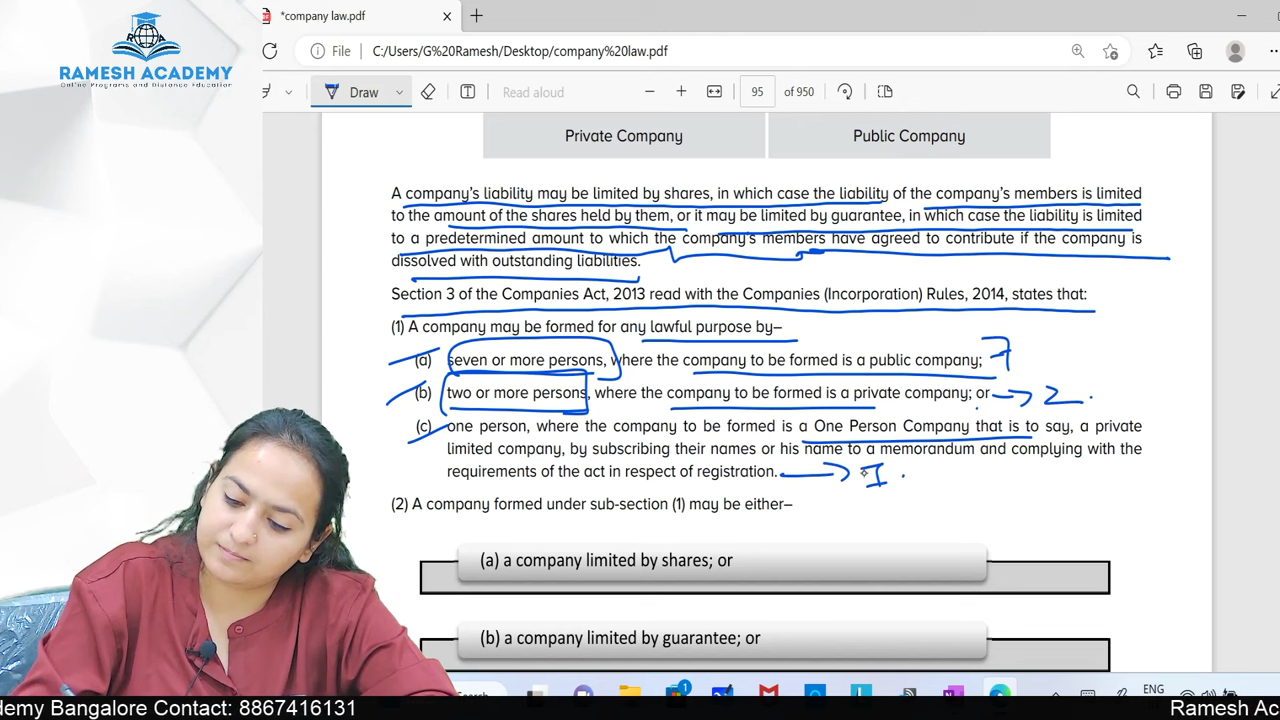 *company law.pdf
File
C:/Users/G%20Ramesh/Desktop/company%20law.pdf
RAMESH ACADEMY
Online Programs and Distance Education
Draw
Read aloud
95
of 950
Private Company
Public Company
A company's liability may be limited by shares, in which case the liability of the company's members is limited
to the amount of the shares held by them, or it may be limited by guarantee, in which case the liability is limited
to a predetermined amount to which the company's members have agreed to contribute if the company is
dissolved with outstanding liabilities.
Section 3 of the Companies Act, 2013 read with the Companies (Incorporation) Rules, 2014, states that:
(1) A company may be formed for any lawful purpose by–
(a) seven or more persons, where the company to be formed is a public company; 7
(b) two or more persons, where the company to be formed is a private company; or → 2.
(c) one person, where the company to be formed is a One Person Company that is to say, a private
limited company, by subscribing their names or his name to a memorandum and complying with the
requirements of the act in respect of registration. → I.
(2) A company formed under sub-section (1) may be either–
(a) a company limited by shares; or
(b) a company limited by guarantee; or
ENG
demy Bangalore Contact: 8867416131
Ramesh Ac